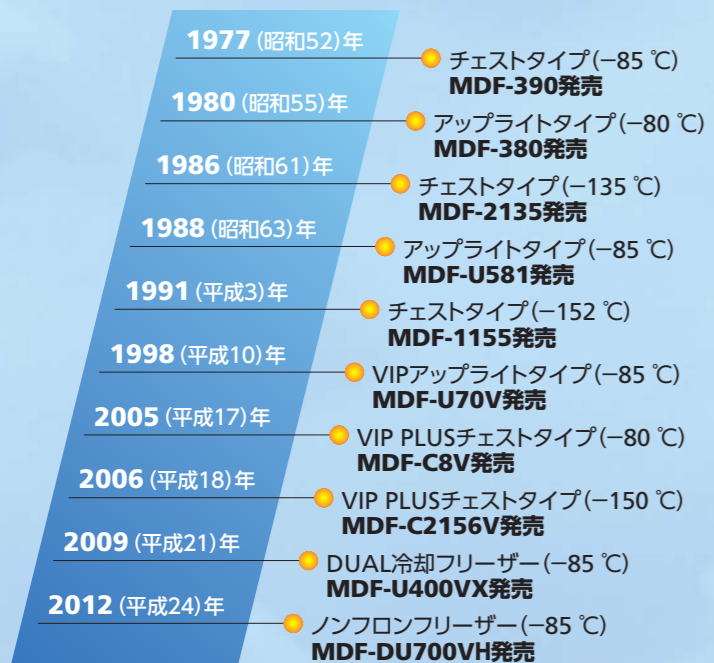 1977（昭和52）年
チェストタイプ（−85 ℃）
MDF-390発売
1980（昭和55）年
アップライトタイプ（−80 ℃）
MDF-380発売
1986（昭和61）年
チェストタイプ（−135 ℃）
MDF-2135発売
1988（昭和63）年
アップライトタイプ（−85 ℃）
MDF-U581発売
1991（平成3）年
チェストタイプ（−152 ℃）
MDF-1155発売
1998（平成10）年
VIPアップライトタイプ（−85 ℃）
MDF-U70V発売
2005（平成17）年
VIP PLUSチェストタイプ（−80 ℃）
MDF-C8V発売
2006（平成18）年
VIP PLUSチェストタイプ（−150 ℃）
MDF-C2156V発売
2009（平成21）年
DUAL冷却フリーザー（−85 ℃）
MDF-U400VX発売
2012（平成24）年
ノンフロンフリーザー（−85 ℃）
MDF-DU700VH発売